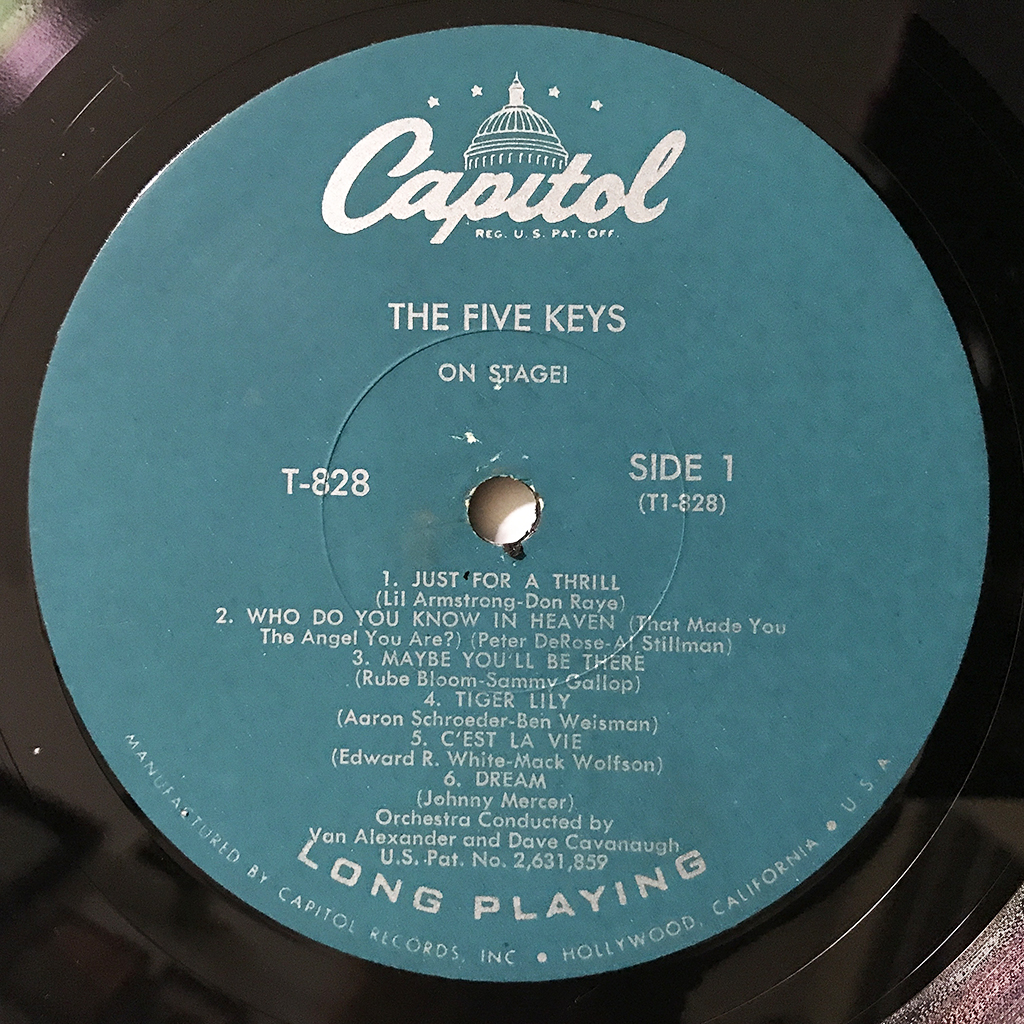 Capitol
REG. U. S. PAT. OFF.
THE FIVE KEYS
ON STAGE!
T-828
SIDE 1
(T1-828)
1. JUST FOR A THRILL
(Lil Armstrong-Don Raye)
2. WHO DO YOU KNOW IN HEAVEN (That Made You
The Angel You Are?) (Peter DeRose-Al Stillman)
3. MAYBE YOU'LL BE THERE
(Rube Bloom-Sammy Gallop)
4. TIGER LILY
(Aaron Schroeder-Ben Weisman)
5. C'EST LA VIE
(Edward R. White-Mack Wolfson)
6. DREAM
(Johnny Mercer)
Orchestra Conducted by
Van Alexander and Dave Cavanaugh
U.S. Pat. No. 2,631,859
LONG PLAYING
MANUFACTURED BY CAPITOL RECORDS, INC • HOLLYWOOD, CALIFORNIA • U. S. A